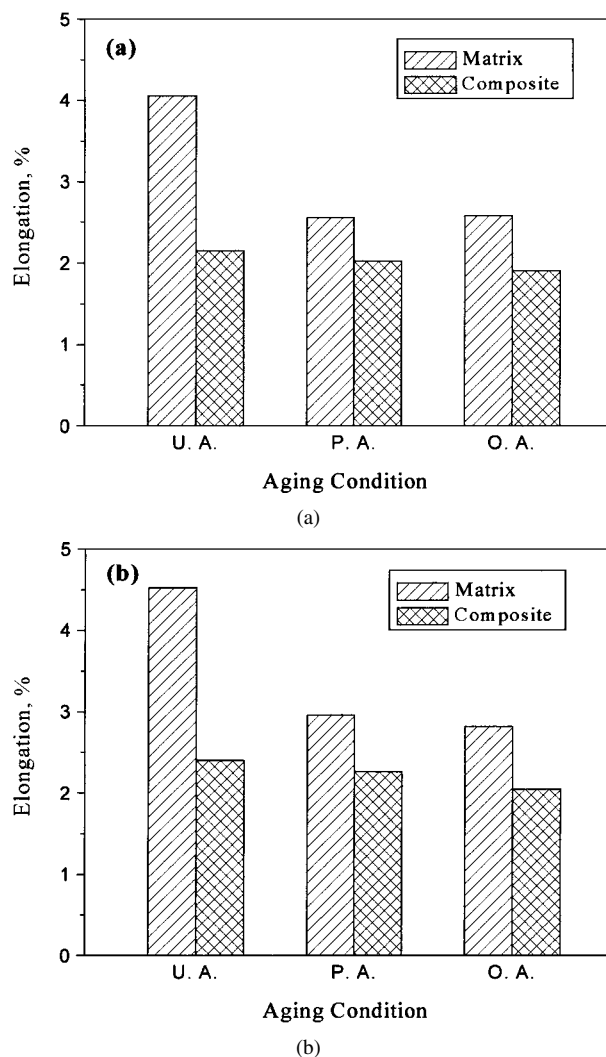 (a)
Matrix
Composite
5
4
3
2
1
0
Elongation, %
U. A. P. A. O. A.
Aging Condition
(a)
(b)
Matrix
Composite
5
4
3
2
1
0
Elongation, %
U. A. P. A. O. A.
Aging Condition
(b)